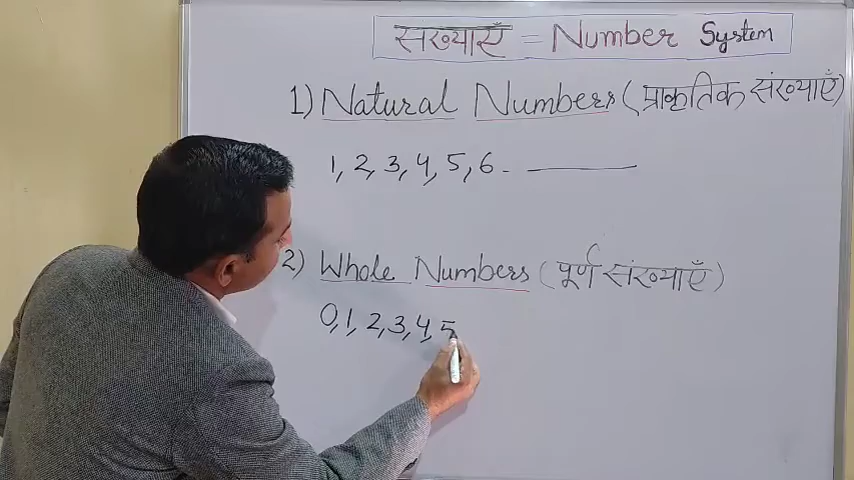 सख्याएँ = Number System
1) Natural Numbers (प्राकृतिक संख्याएँ)
1, 2, 3, 4, 5, 6 - ———
2) Whole Numbers (पूर्ण संख्याएँ)
0, 1, 2, 3, 4, 5